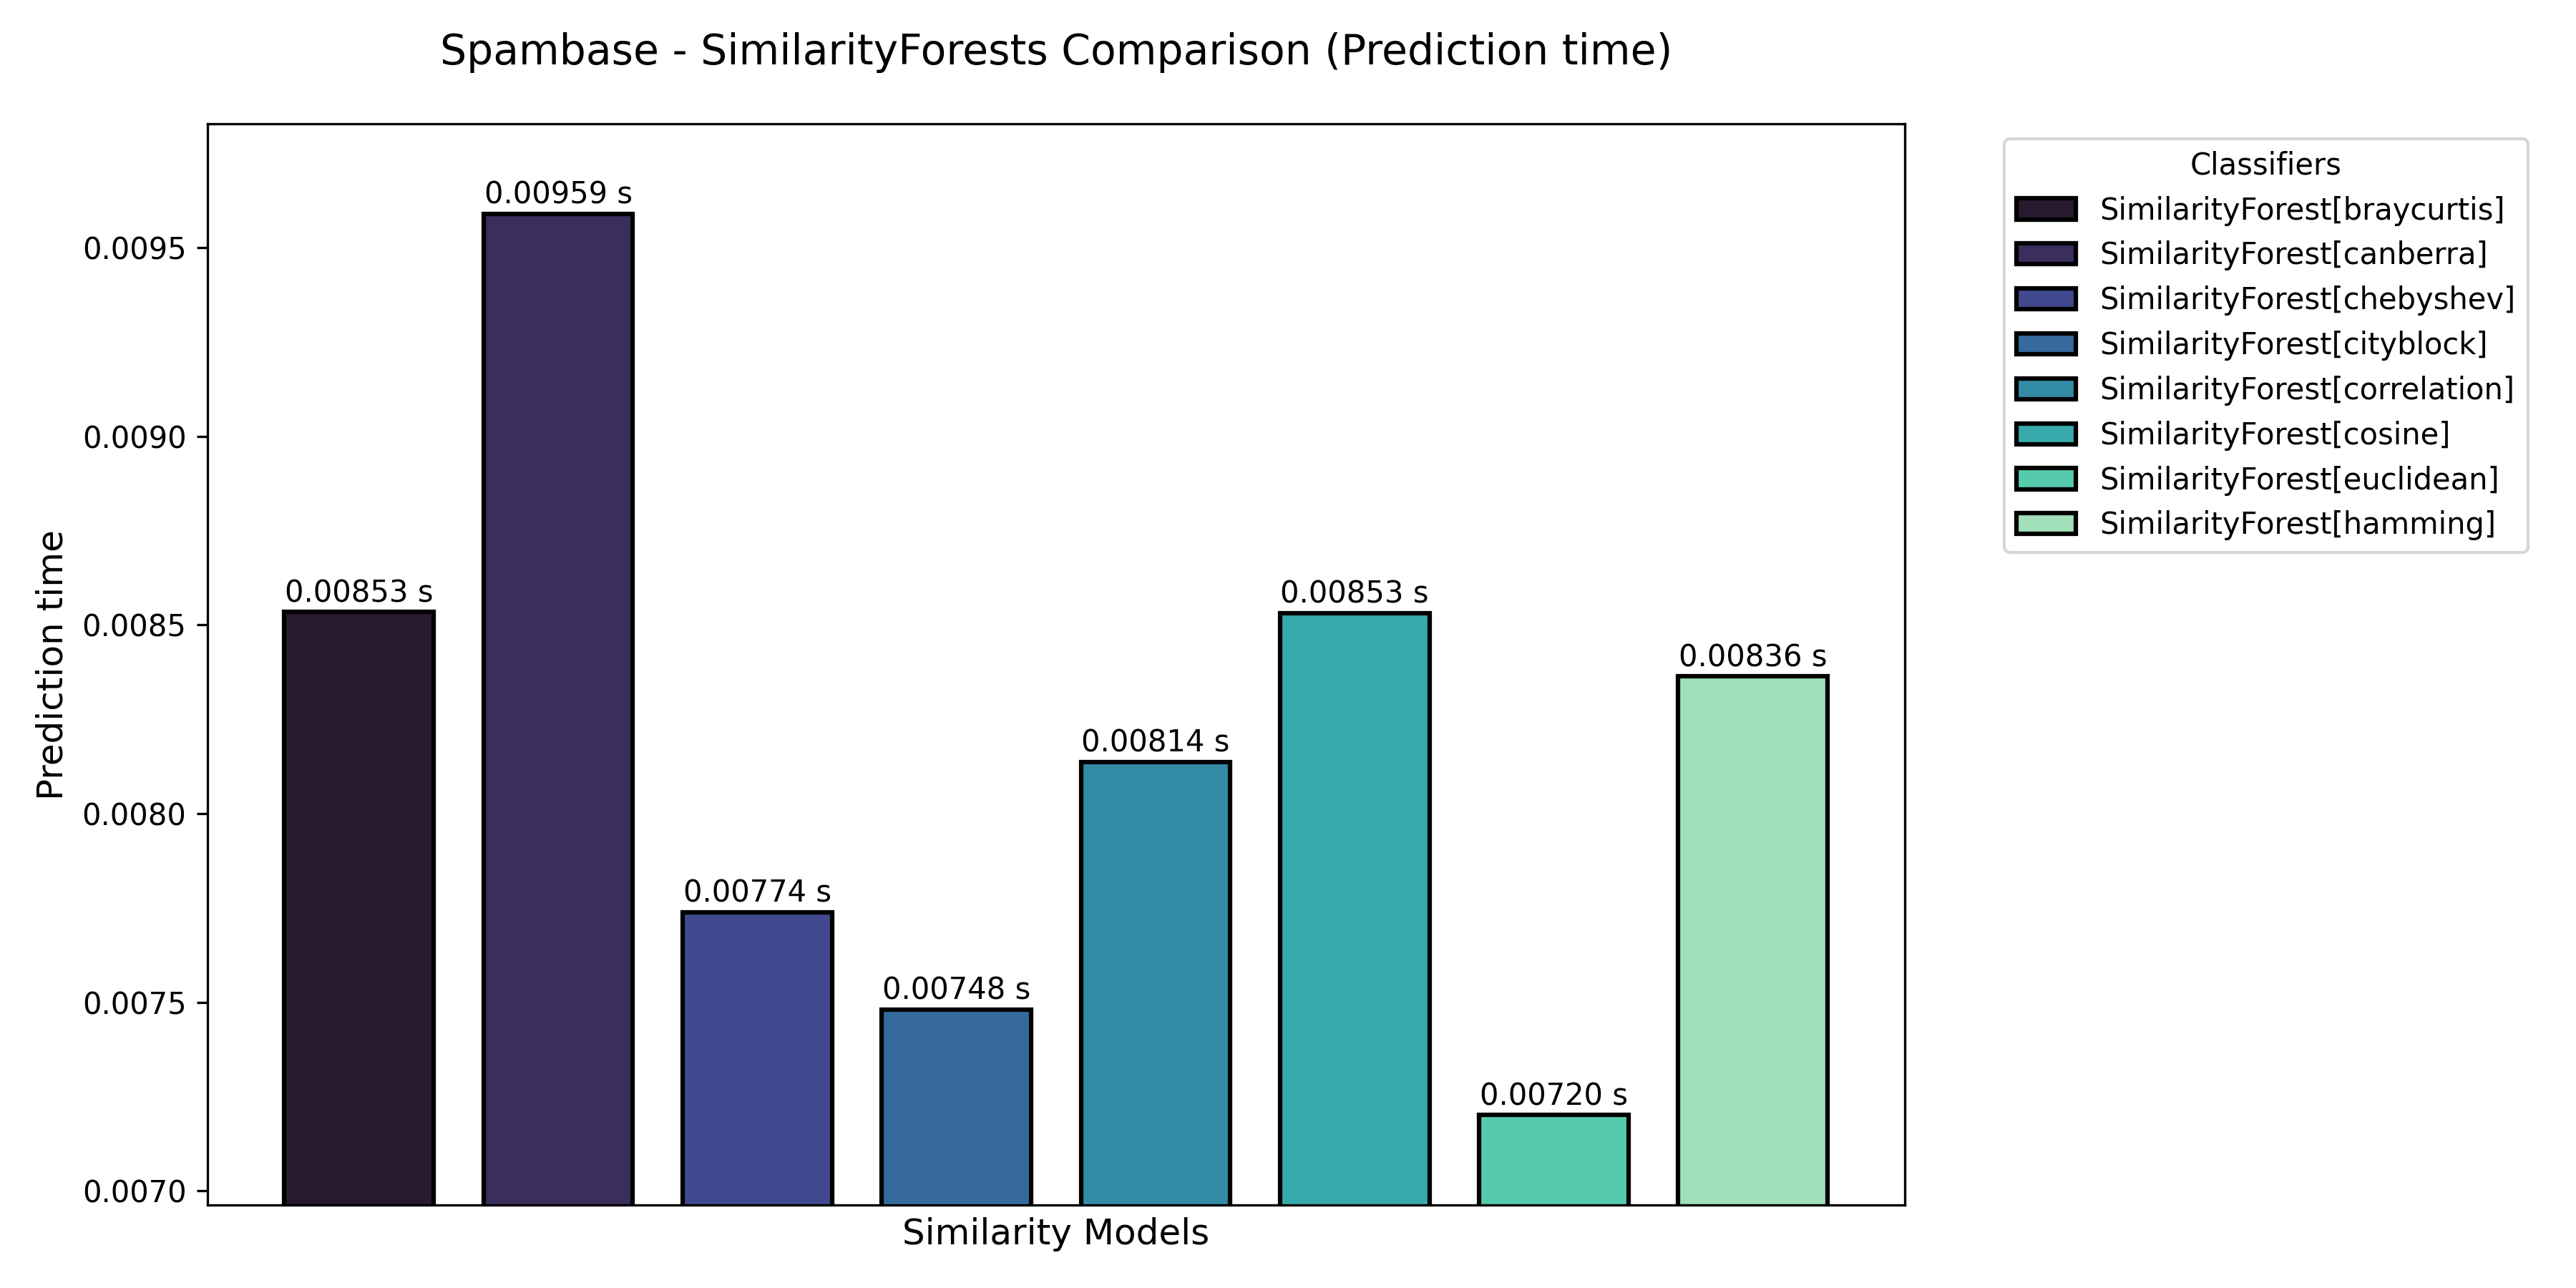 Spambase - SimilarityForests Comparison (Prediction time)
Prediction time
0.0095
0.0090
0.0085
0.0080
0.0075
0.0070
0.00853 s
0.00959 s
0.00774 s
0.00748 s
0.00814 s
0.00853 s
0.00720 s
0.00836 s
Similarity Models
Classifiers
SimilarityForest[braycurtis]
SimilarityForest[canberra]
SimilarityForest[chebyshev]
SimilarityForest[cityblock]
SimilarityForest[correlation]
SimilarityForest[cosine]
SimilarityForest[euclidean]
SimilarityForest[hamming]